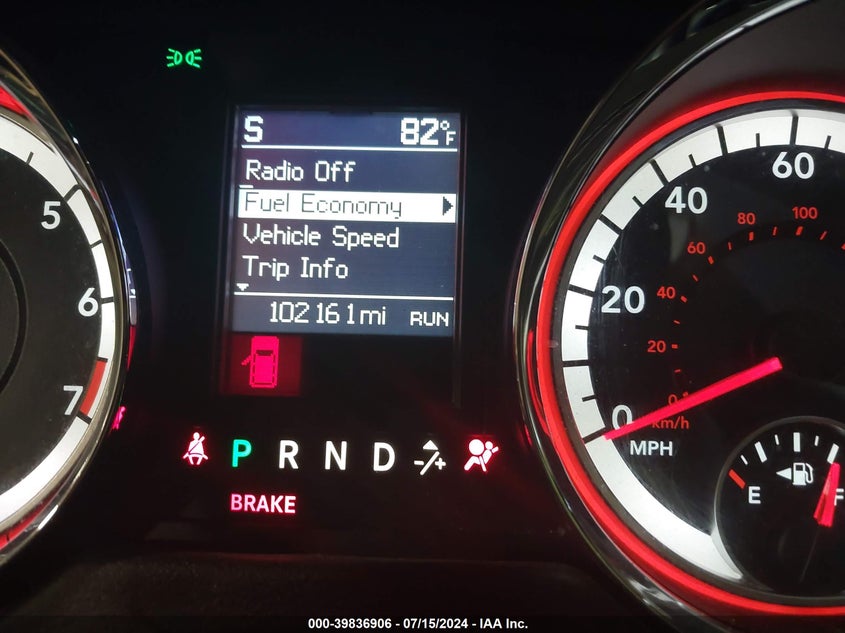 S 82°F
Radio Off
Fuel Economy
Vehicle Speed
Trip Info
102161mi RUN
P R N D -/+
BRAKE
5
6
7
0 20 40 60
MPH
0 20 40 60 80 100
km/h
E F
000-39836906 - 07/15/2024 - IAA Inc.